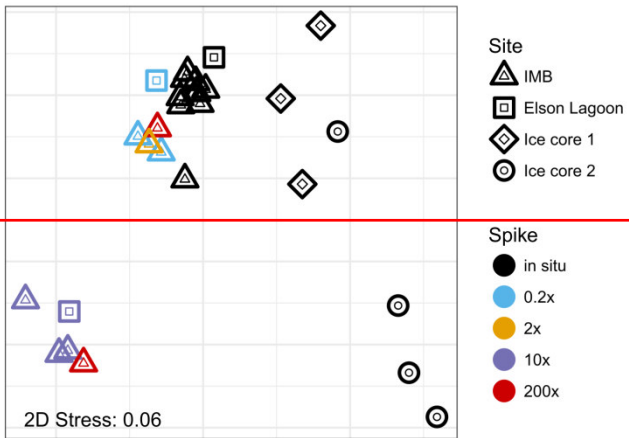 Site
IMB
Elson Lagoon
Ice core 1
Ice core 2
Spike
in situ
0.2x
2x
10x
200x
2D Stress: 0.06